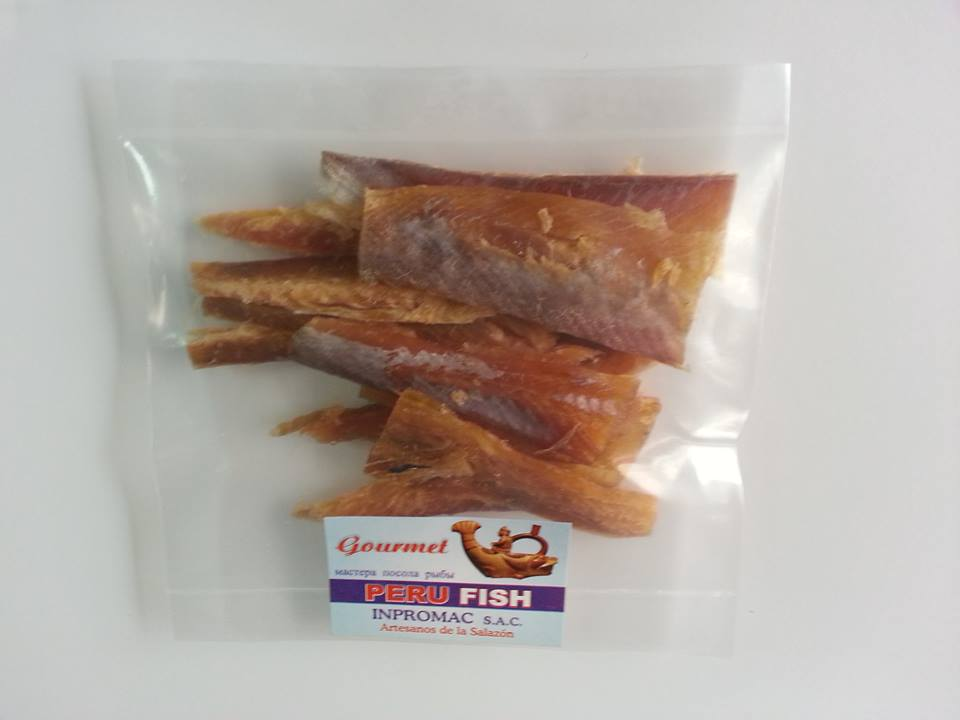 Gourmet
мастера посола рыбы
PERU FISH
INPROMAC S.A.C.
Artesanos de la Salazón